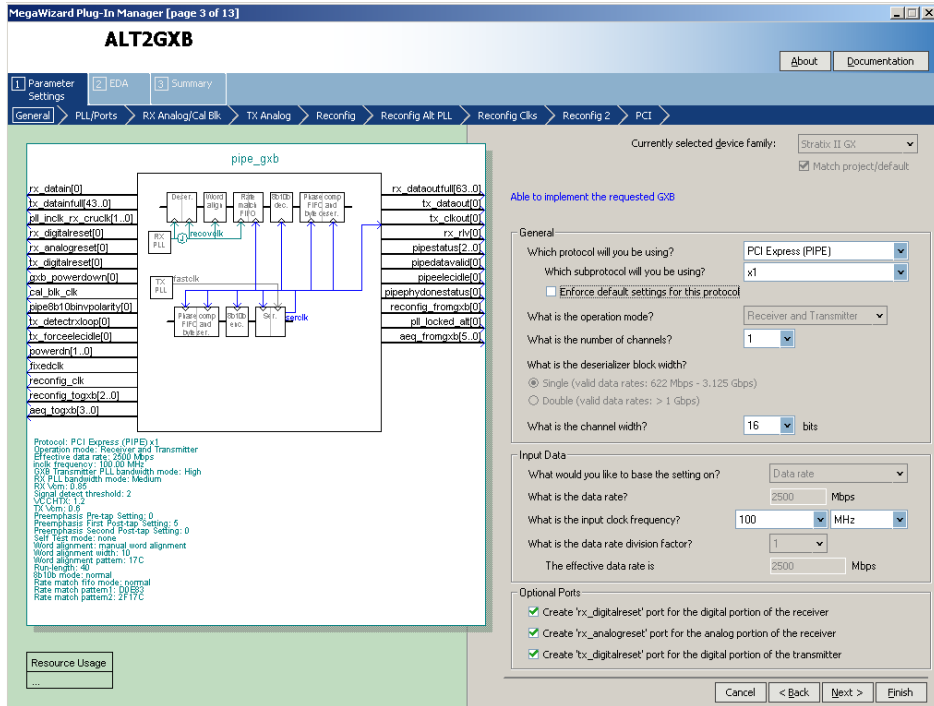 MegaWizard Plug-In Manager [page 3 of 13]
ALT2GXB
About Documentation
1 Parameter Settings 2 EDA 3 Summary
General PLL/Ports RX Analog/Cal Blk TX Analog Reconfig Reconfig Alt PLL Reconfig Clks Reconfig 2 PCI
Currently selected device family: Stratix II GX
Match project/default
Able to implement the requested GXB
pipe_gxb
rx_datain[0]
tx_datainfull[43..0]
pll_inclk_rx_cruclk[1..0]
rx_digitalreset[0]
rx_analogreset[0]
tx_digitalreset[0]
gxb_powerdown[0]
cal_blk_clk
pipe8b10binvpolarity[0]
tx_detectrxloop[0]
tx_forceelecidle[0]
powerdn[1..0]
fixedclk
reconfig_clk
reconfig_togxb[2..0]
aeq_togxb[3..0]
Deser. Word align Rate match FIFO 8b10b dec. Phase comp FIFO and byte deser.
RX PLL recovclk
TX PLL fastclk
Phase comp FIFO and byte ser. 8b10b enc. Ser. serclk
rx_dataoutfull[63..0]
tx_dataout[0]
tx_clkout[0]
rx_rlv[0]
pipestatus[2..0]
pipedatavalid[0]
pipeelecidle[0]
pipephydonestatus[0]
reconfig_fromgxb[0]
pll_locked_alt[0]
aeq_fromgxb[5..0]
Protocol: PCI Express (PIPE) x1
Operation mode: Receiver and Transmitter
Effective data rate: 2500 Mbps
inclk frequency: 100.00 MHz
GXB Transmitter PLL bandwidth mode: High
RX PLL bandwidth mode: Medium
RX Vcm: 0.85
Signal detect threshold: 2
VCCHTX: 1.2
TX Vcm: 0.6
Preemphasis Pre-tap Setting: 0
Preemphasis First Post-tap Setting: 5
Preemphasis Second Post-tap Setting: 0
Self Test mode: none
Word alignment: manual word alignment
Word alignment width: 10
Word alignment pattern: 17C
Run-length: 40
8b10b mode: normal
Rate match fifo mode: normal
Rate match pattern1: D0E83
Rate match pattern2: 2F17C
Resource Usage
...
General
Which protocol will you be using? PCI Express (PIPE)
Which subprotocol will you be using? x1
Enforce default settings for this protocol
What is the operation mode? Receiver and Transmitter
What is the number of channels? 1
What is the deserializer block width?
Single (valid data rates: 622 Mbps - 3.125 Gbps)
Double (valid data rates: > 1 Gbps)
What is the channel width? 16 bits
Input Data
What would you like to base the setting on? Data rate
What is the data rate? 2500 Mbps
What is the input clock frequency? 100 MHz
What is the data rate division factor? 1
The effective data rate is 2500 Mbps
Optional Ports
Create 'rx_digitalreset' port for the digital portion of the receiver
Create 'rx_analogreset' port for the analog portion of the receiver
Create 'tx_digitalreset' port for the digital portion of the transmitter
Cancel < Back Next > Finish